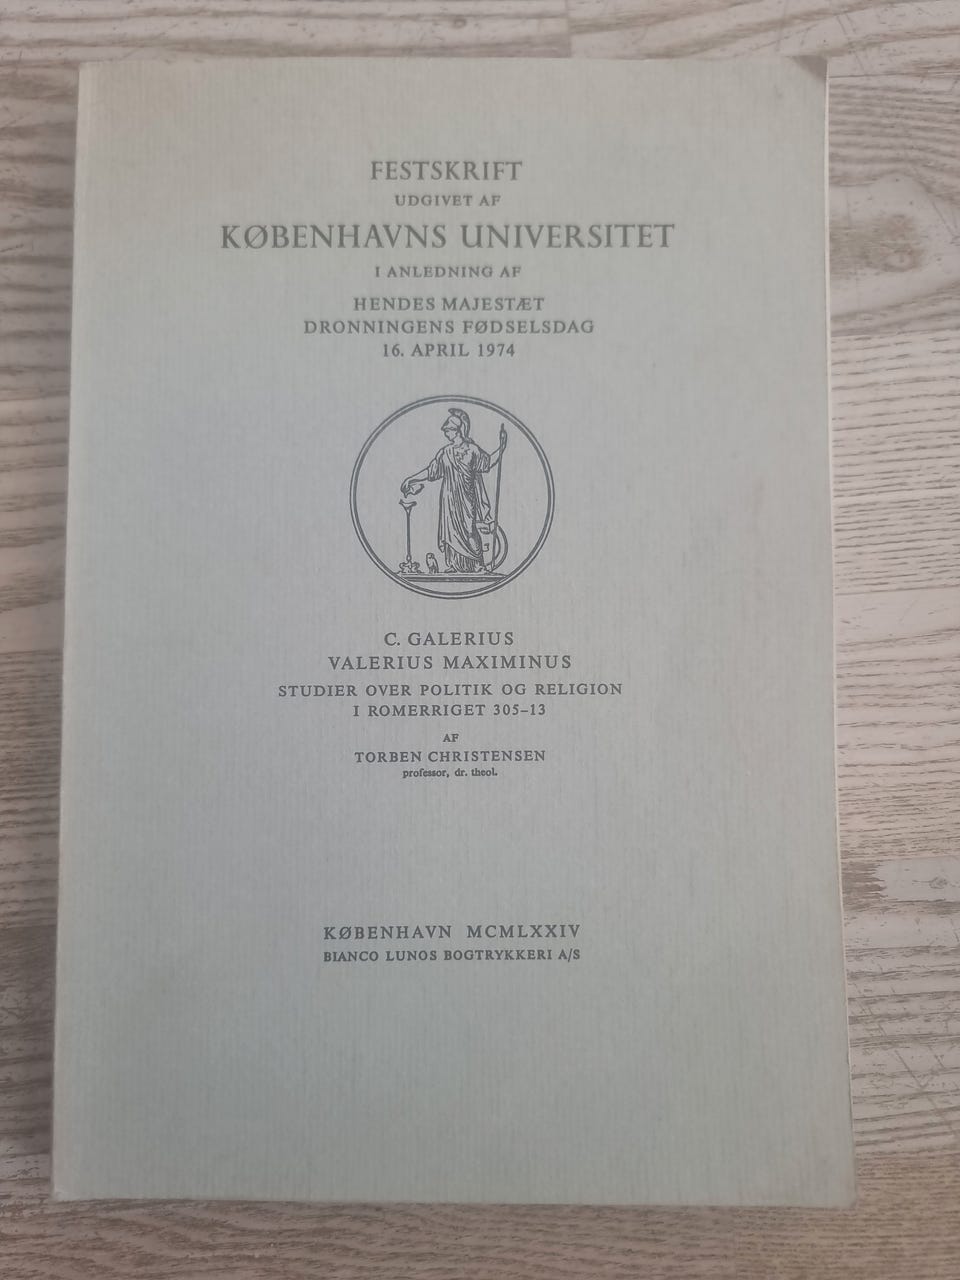 FESTSKRIFT
UDGIVET AF
KØBENHAVNS UNIVERSITET
I ANLEDNING AF
HENDES MAJESTÆT
DRONNINGENS FØDSELSDAG
16. APRIL 1974
C. GALERIUS
VALERIUS MAXIMINUS
STUDIER OVER POLITIK OG RELIGION
I ROMERRIGET 305–13
AF
TORBEN CHRISTENSEN
professor, dr. theol.
KØBENHAVN MCMLXXIV
BIANCO LUNOS BOGTRYKKERI A/S